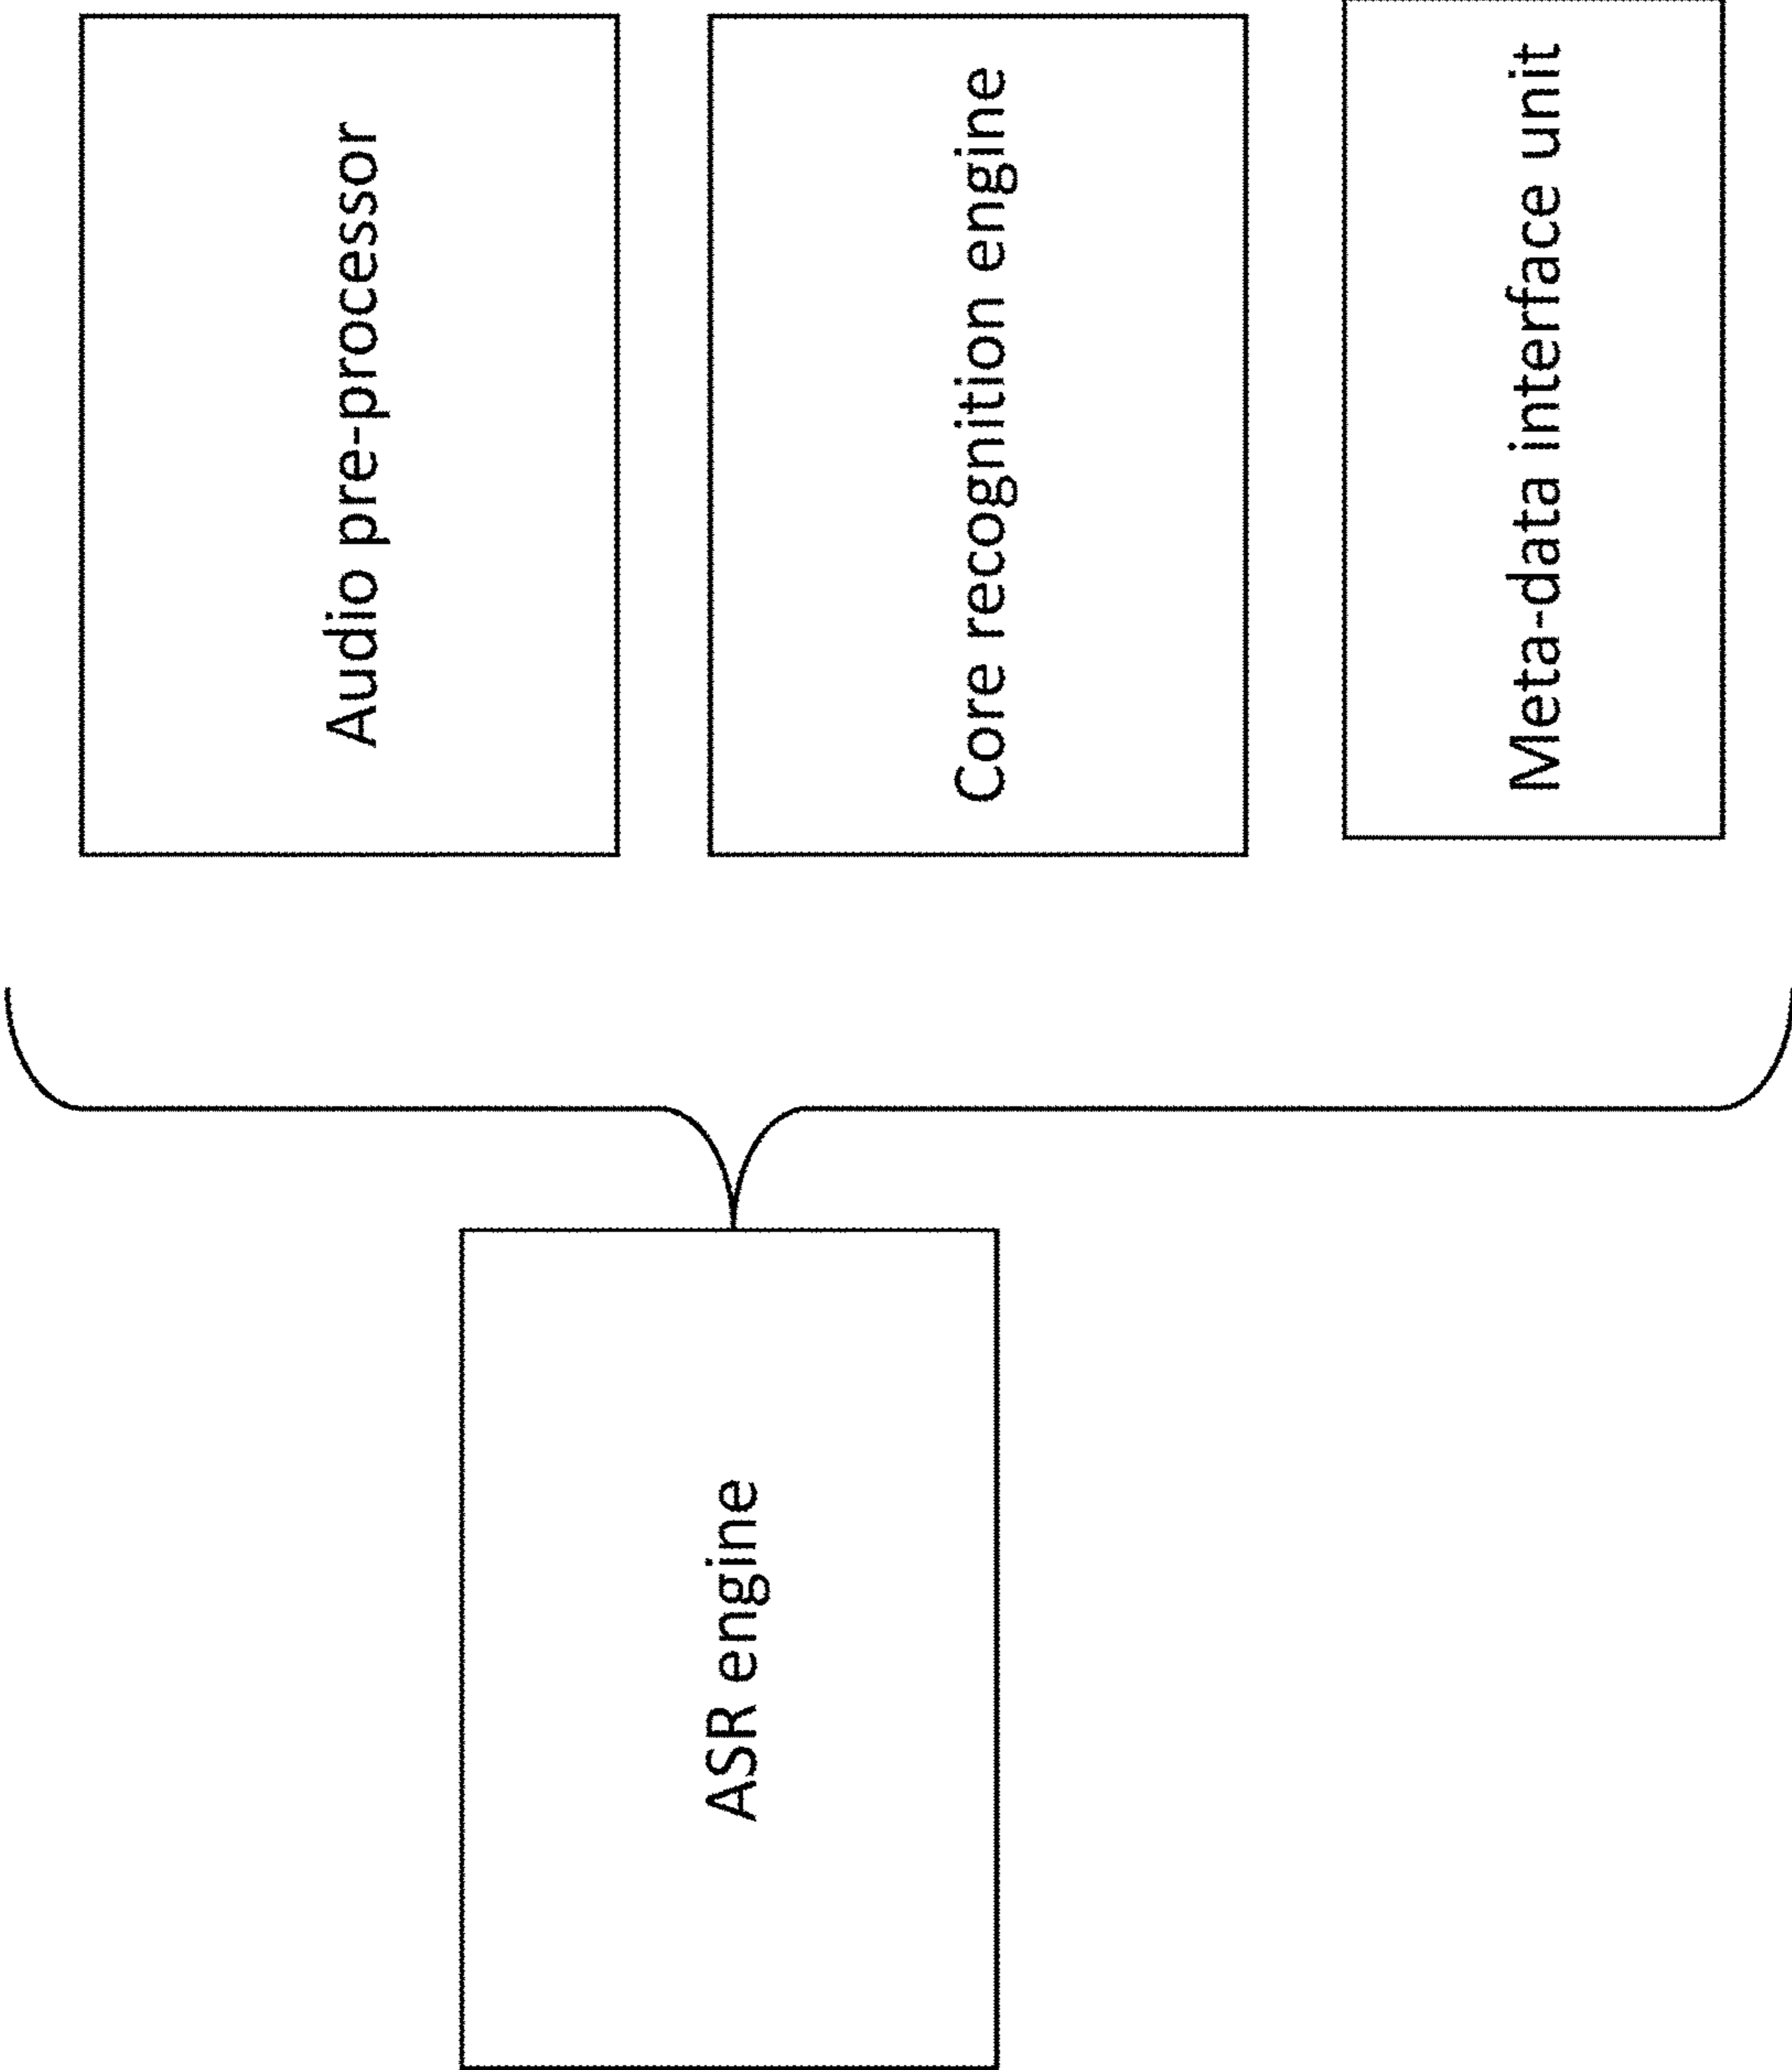 ASR engine
Audio pre-processor
Core recognition engine
Meta-data interface unit